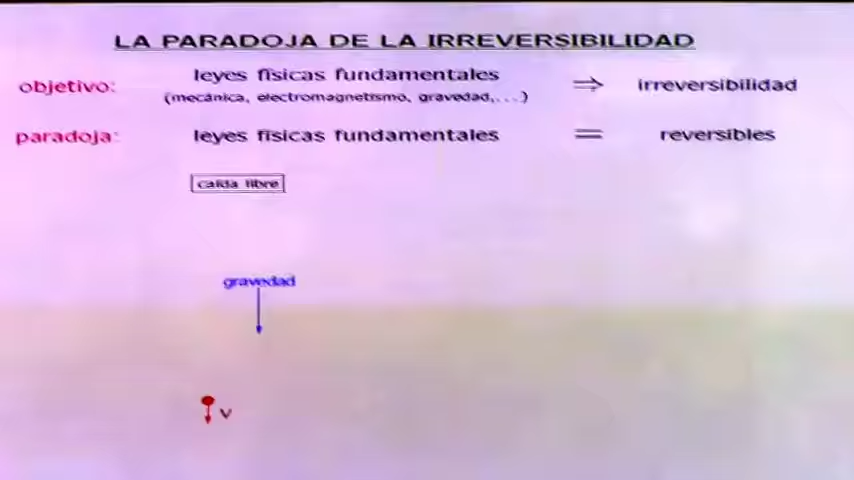 LA PARADOJA DE LA IRREVERSIBILIDAD
objetivo: leyes físicas fundamentales ⇒ irreversibilidad
(mecánica, electromagnetismo, gravedad,...)
paradoja: leyes físicas fundamentales = reversibles
caída libre
gravedad
v